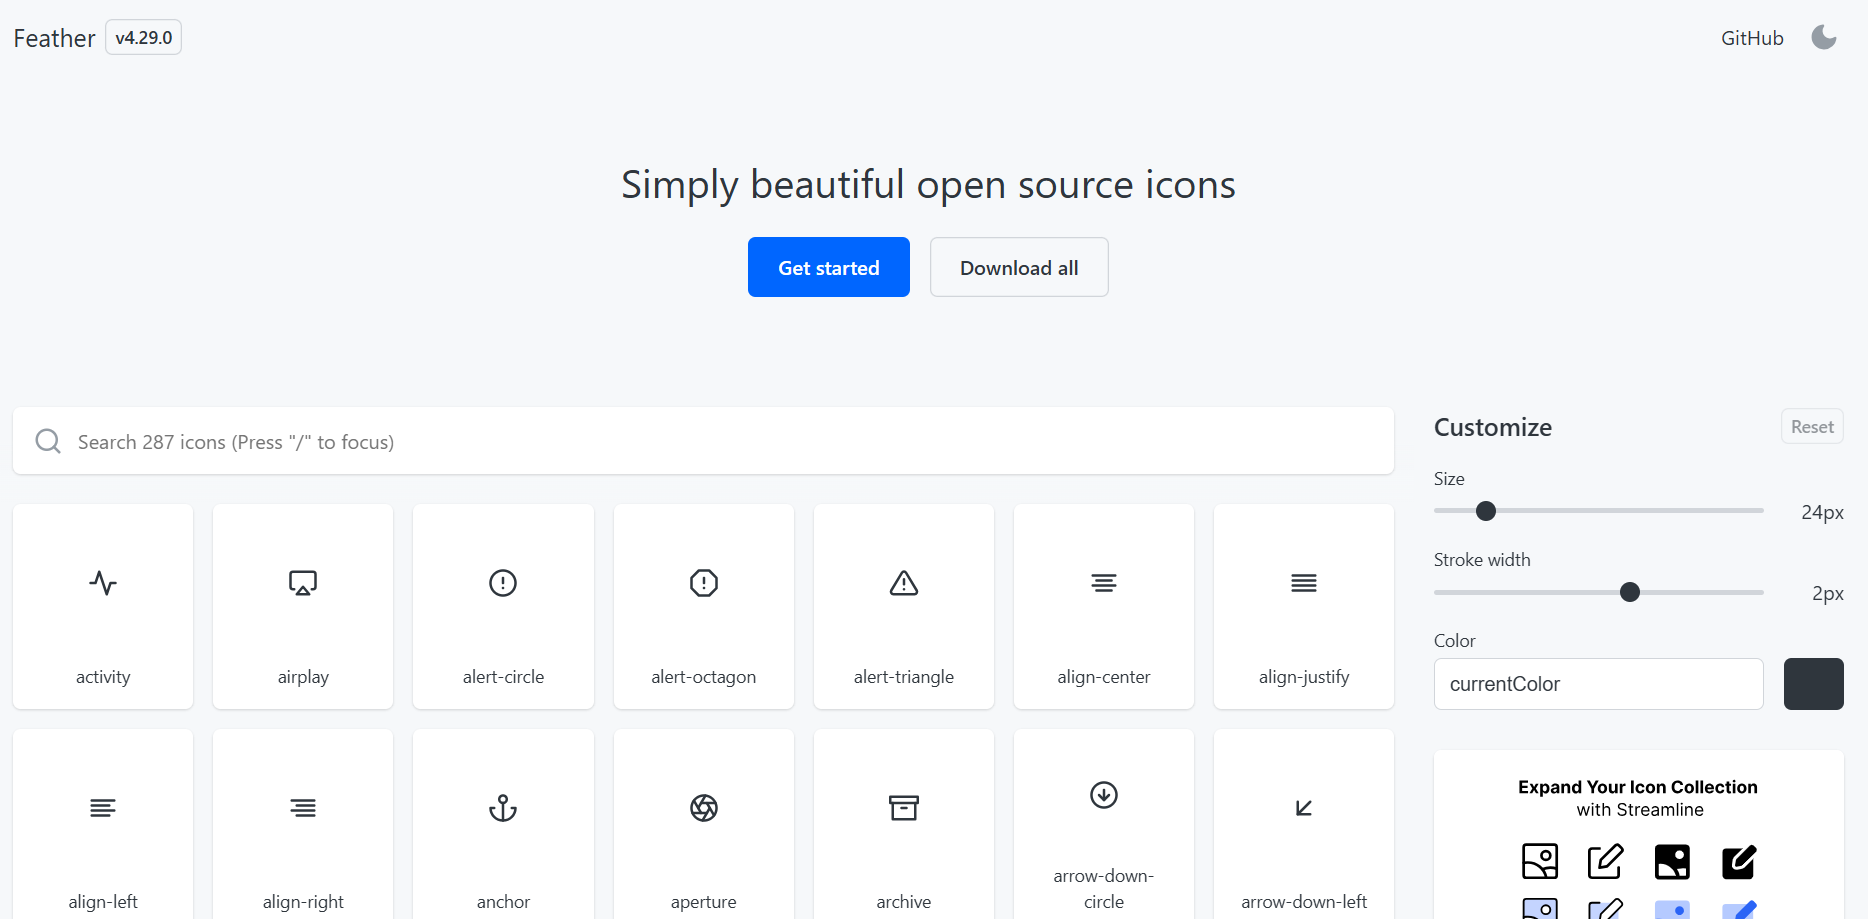 Feather
v4.29.0
GitHub
Simply beautiful open source icons
Get started
Download all
Search 287 icons (Press "/" to focus)
activity
airplay
alert-circle
alert-octagon
alert-triangle
align-center
align-justify
align-left
align-right
anchor
aperture
archive
arrow-down-
circle
arrow-down-left
Customize
Reset
Size
24px
Stroke width
2px
Color
currentColor
Expand Your Icon Collection
with Streamline